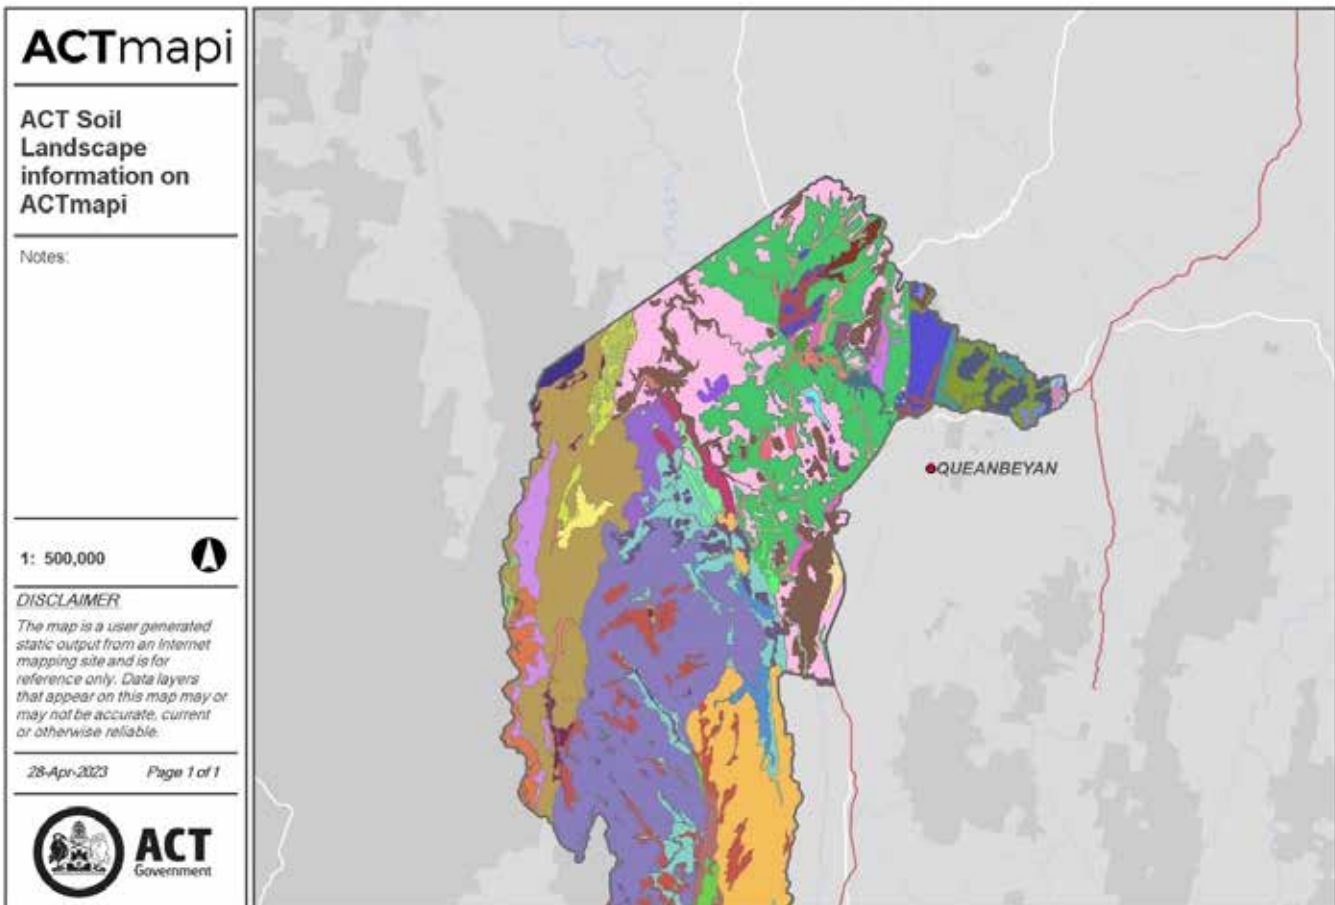 ACTmapi
ACT Soil
Landscape
information on
ACTmapi
Notes:
1: 500,000
DISCLAIMER
The map is a user generated
static output from an Internet
mapping site and is for
reference only. Data layers
that appear on this map may or
may not be accurate, current
or otherwise reliable.
28-Apr-2023 Page 1 of 1
ACT
Government
QUEANBEYAN